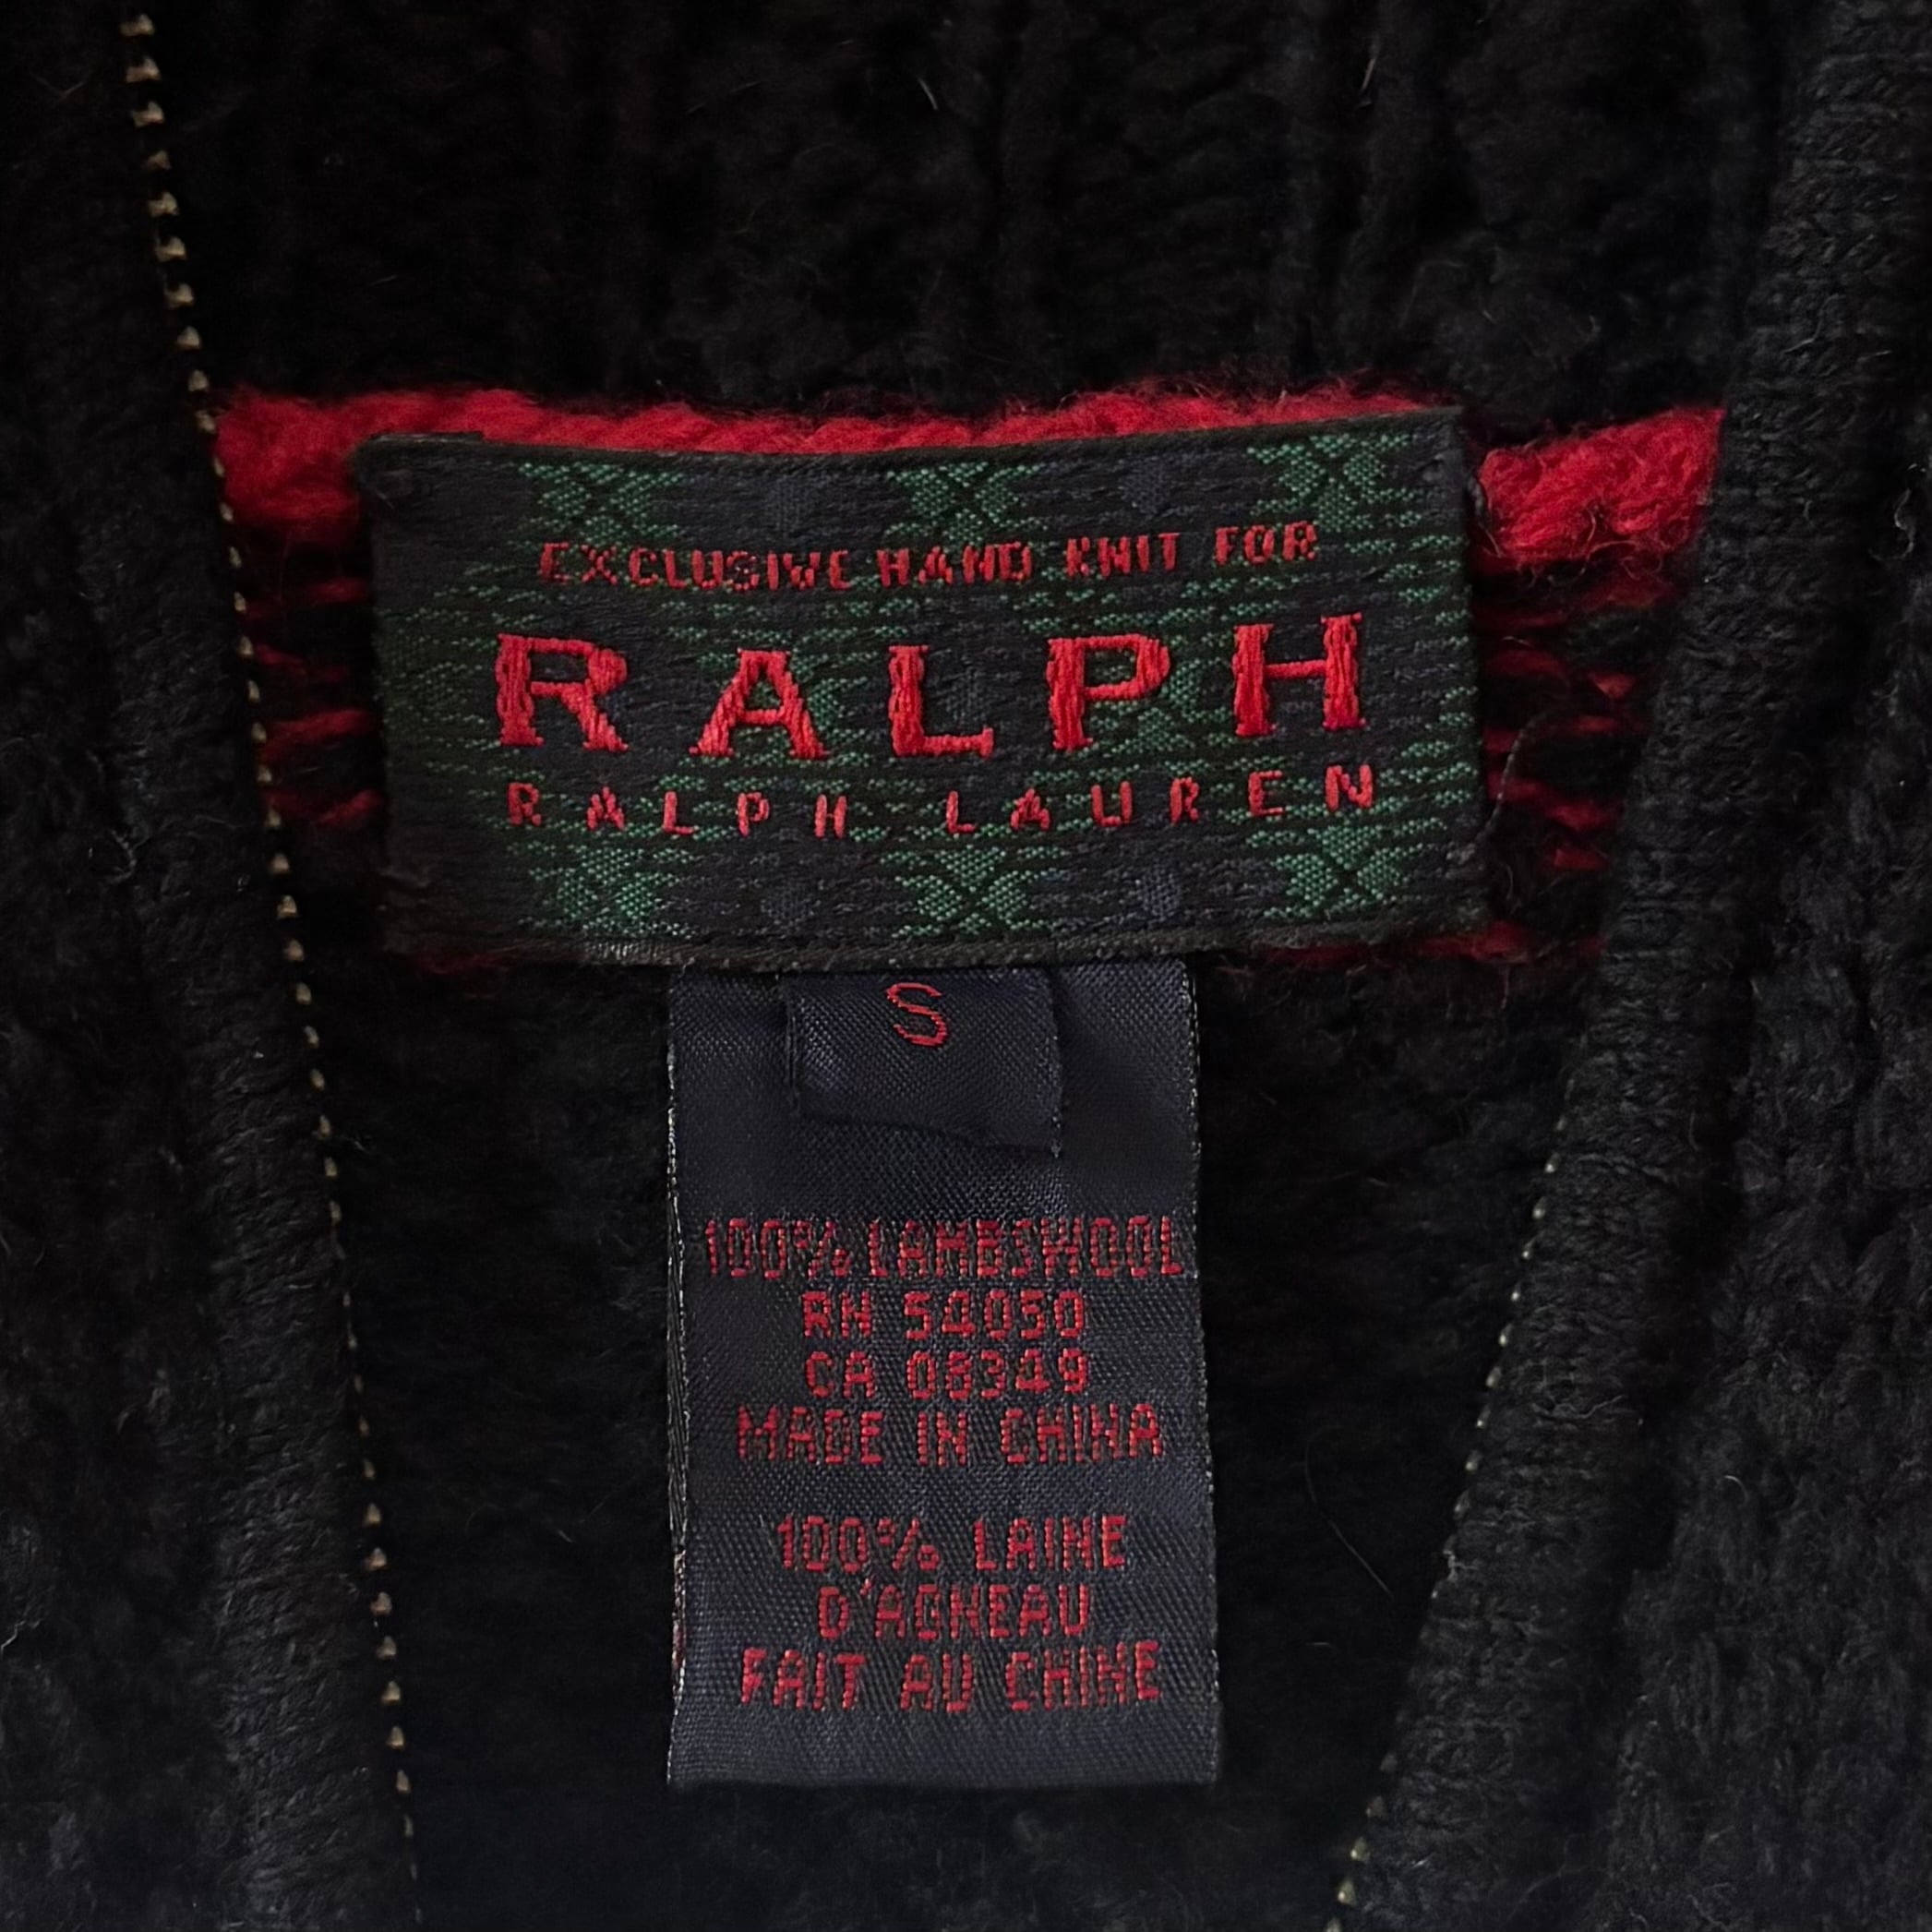 EXCLUSIVE HAND KNIT FOR
RALPH
RALPH LAUREN
S
100% LAMBSWOOL
RN 54050
CA 08349
MADE IN CHINA
100% LAINE
D'AGNEAU
FAIT AU CHINE